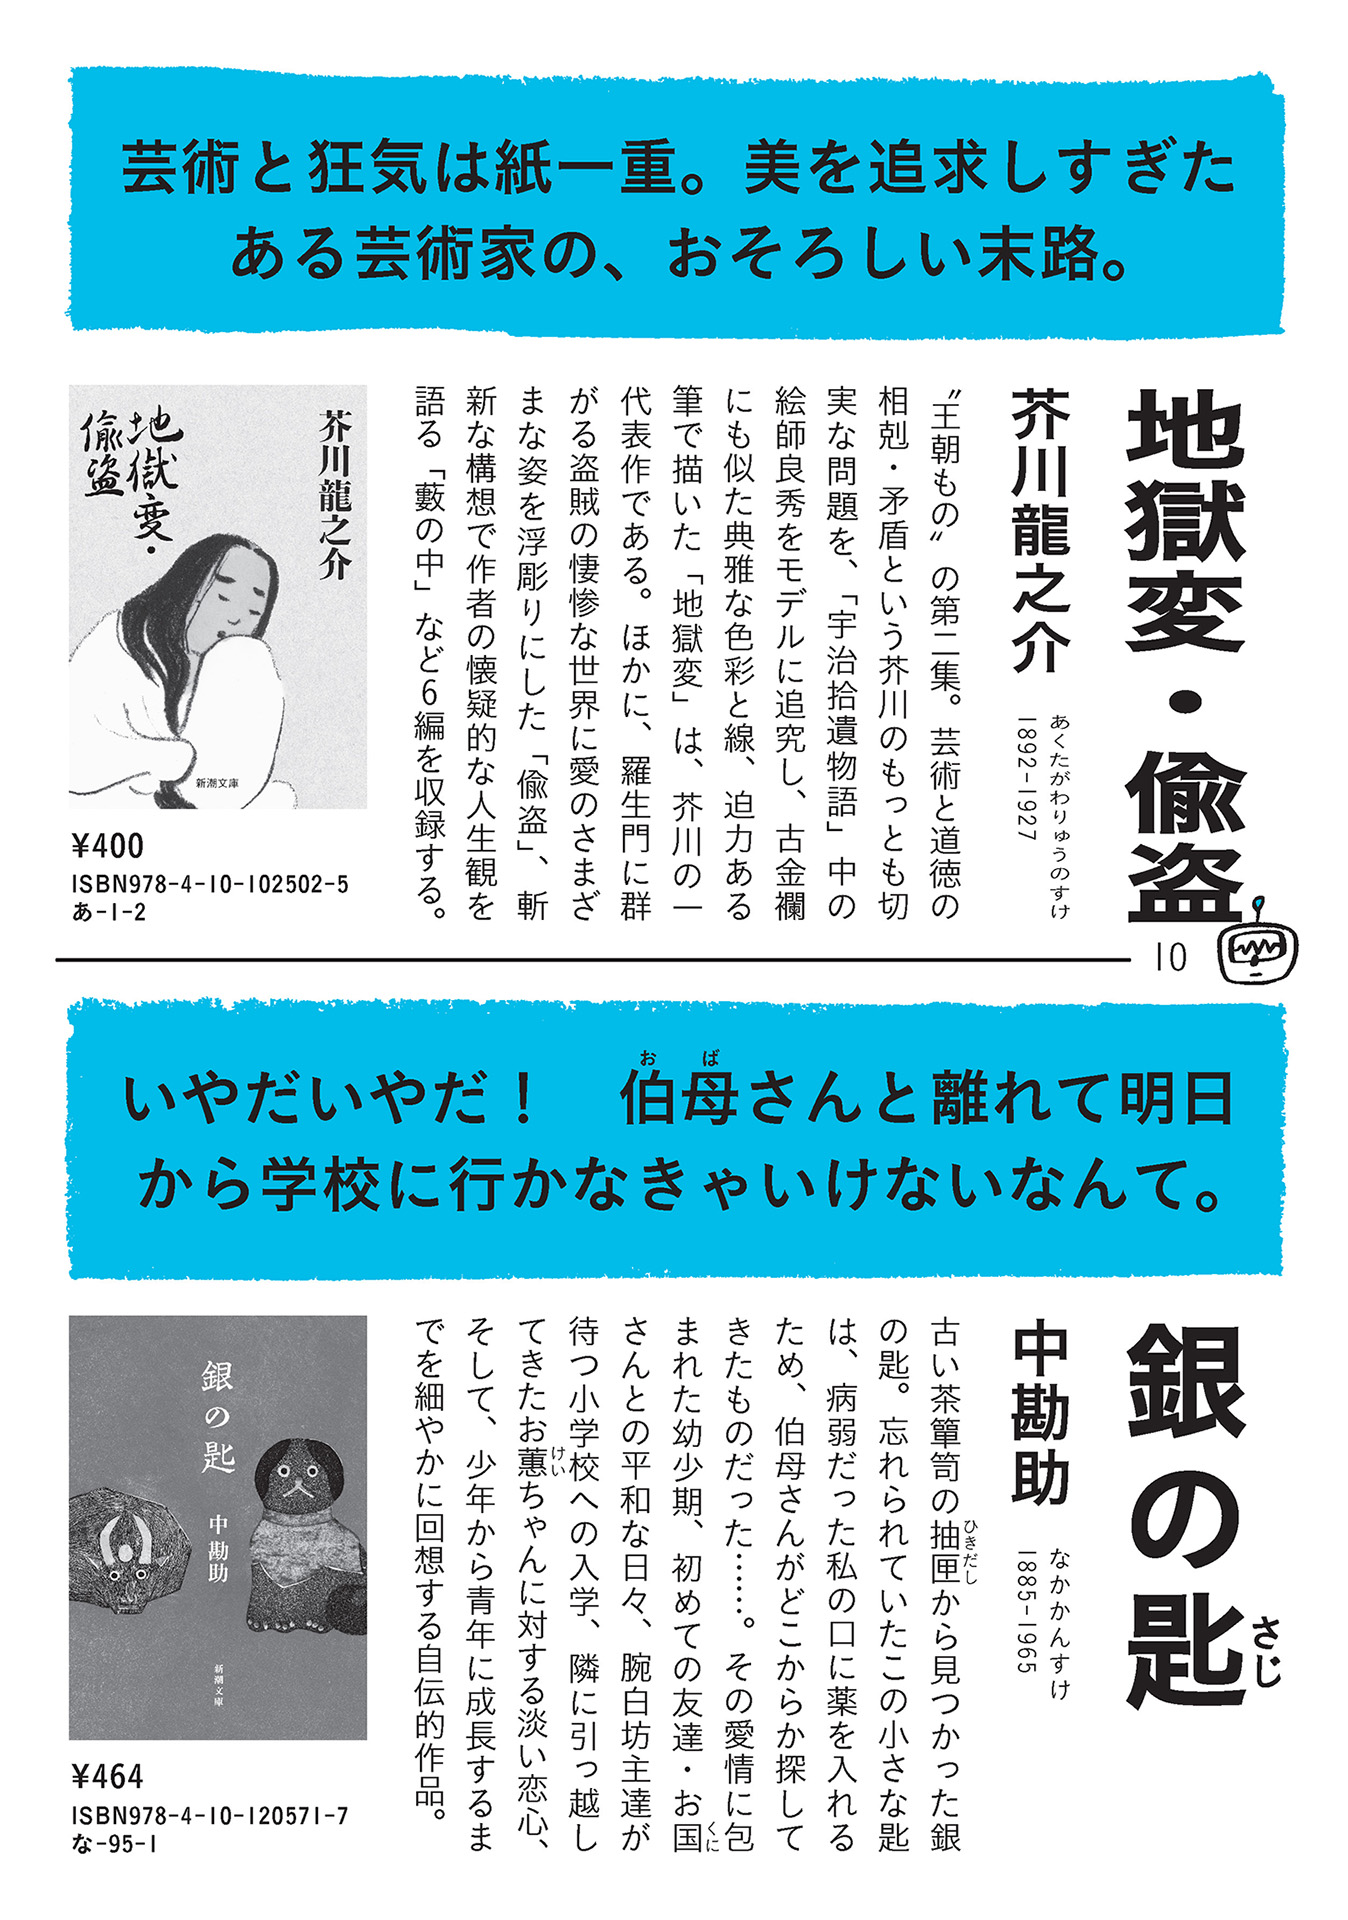 芸術と狂気は紙一重。美を追求しすぎた
ある芸術家の、おそろしい末路。
地獄変・偸盗
芥川龍之介
あくたがわりゅうのすけ
1892-1927
〝王朝もの〟の第二集。芸術と道徳の
相剋・矛盾という芥川のもっとも切
実な問題を、「宇治拾遺物語」中の
絵師良秀をモデルに追究し、古金襴
にも似た典雅な色彩と線、迫力ある
筆で描いた「地獄変」は、芥川の一
代表作である。ほかに、羅生門に群
がる盗賊の悽惨な世界に愛のさまざ
まな姿を浮彫りにした「偸盗」、斬
新な構想で作者の懐疑的な人生観を
語る「藪の中」など6編を収録する。
芥川龍之介
地獄変・
偸盗
新潮文庫
¥400
ISBN978-4-10-102502-5
あ-1-2
10
いやだいやだ！　伯母さんと離れて明日
おば
から学校に行かなきゃいけないなんて。
銀の匙
さじ
中勘助
なかかんすけ
1885-1965
古い茶簞笥の抽匣から見つかった銀
ひきだし
の匙。忘れられていたこの小さな匙
は、病弱だった私の口に薬を入れる
ため、伯母さんがどこからか探して
きたものだった……。その愛情に包
まれた幼少期、初めての友達・お国
くに
さんとの平和な日々、腕白坊主達が
待つ小学校への入学、隣に引っ越し
てきたお蕙ちゃんに対する淡い恋心、
けい
そして、少年から青年に成長するま
でを細やかに回想する自伝的作品。
銀の匙
中勘助
新潮文庫
¥464
ISBN978-4-10-120571-7
な-95-1